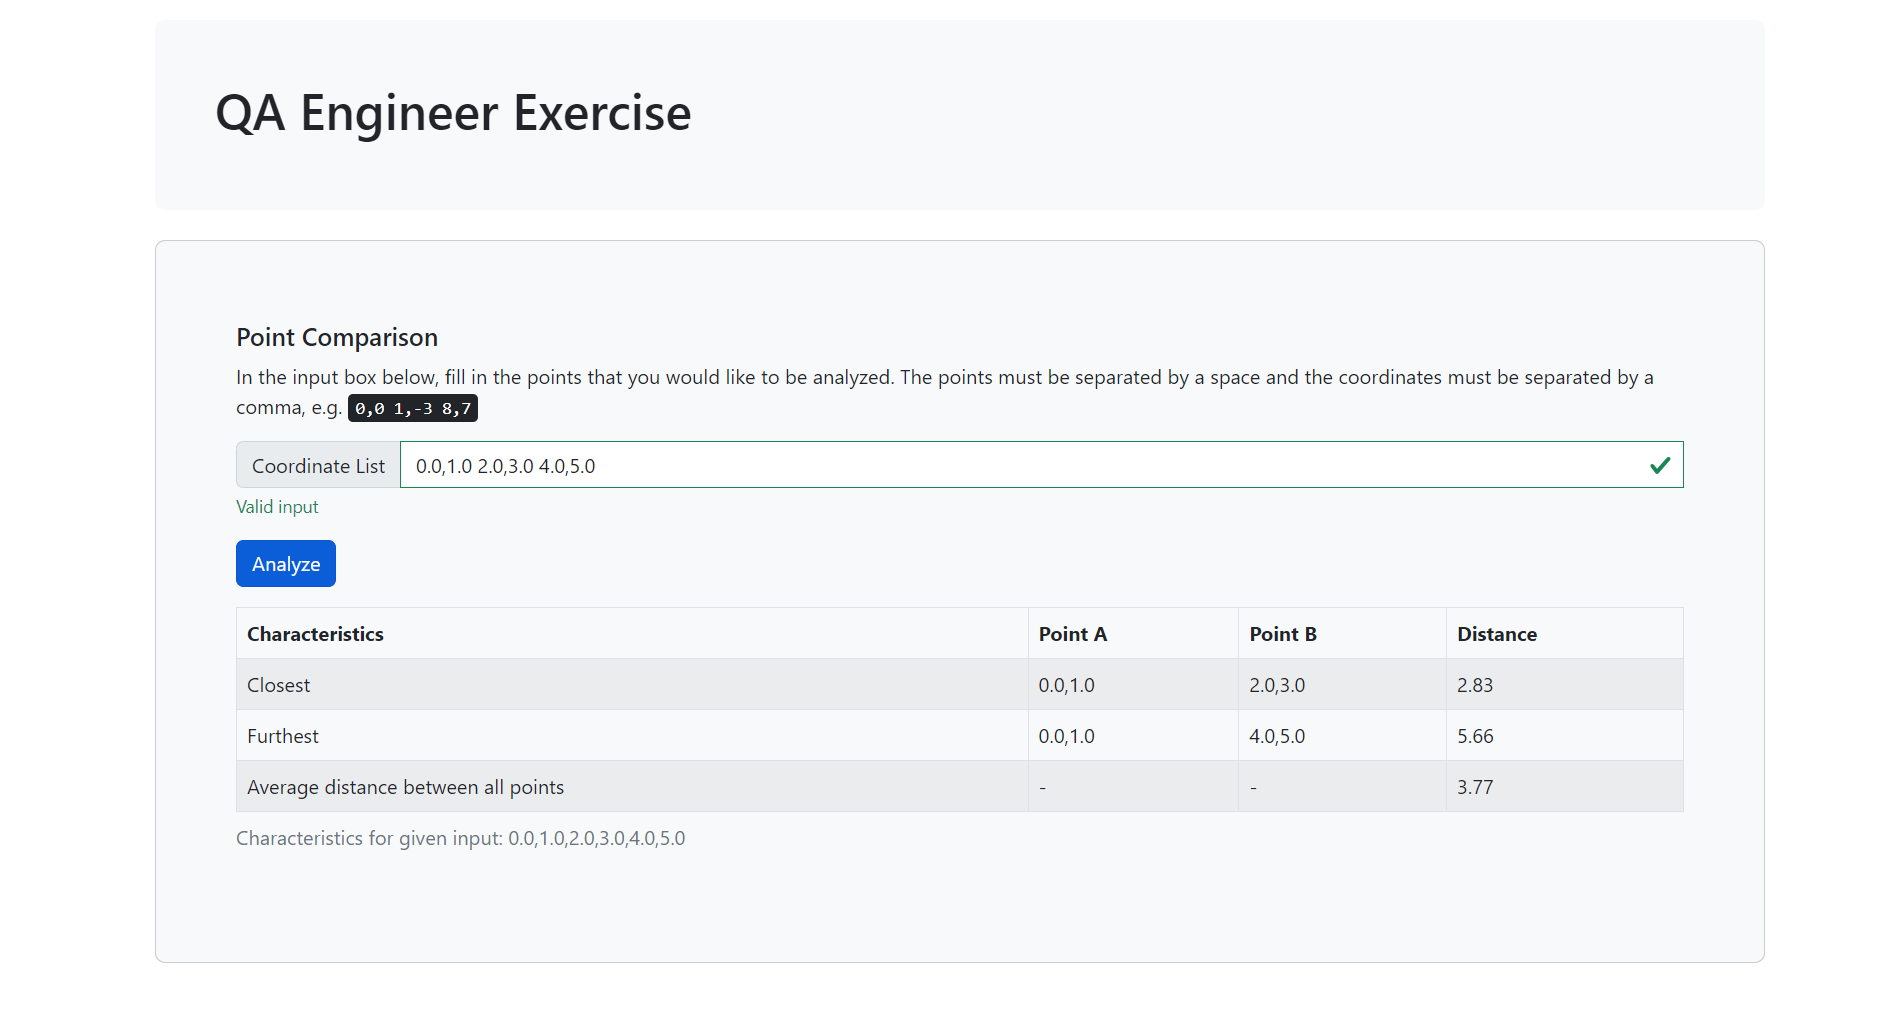 QA Engineer Exercise
Point Comparison
In the input box below, fill in the points that you would like to be analyzed. The points must be separated by a space and the coordinates must be separated by a
comma, e.g. 0,0 1,-3 8,7
Coordinate List 0.0,1.0 2.0,3.0 4.0,5.0
Valid input
Analyze
Characteristics Point A Point B Distance
Closest 0.0,1.0 2.0,3.0 2.83
Furthest 0.0,1.0 4.0,5.0 5.66
Average distance between all points - - 3.77
Characteristics for given input: 0.0,1.0,2.0,3.0,4.0,5.0